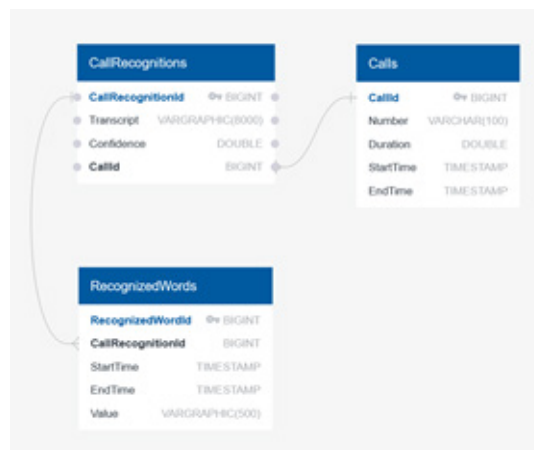 CallRecognitions
CallRecognitionId BIGINT
Transcript VARGRAPHIC(8000)
Confidence DOUBLE
CallId BIGINT
Calls
CallId BIGINT
Number VARCHAR(100)
Duration DOUBLE
StartTime TIMESTAMP
EndTime TIMESTAMP
RecognizedWords
RecognizedWordId BIGINT
CallRecognitionId BIGINT
StartTime TIMESTAMP
EndTime TIMESTAMP
Value VARGRAPHIC(500)